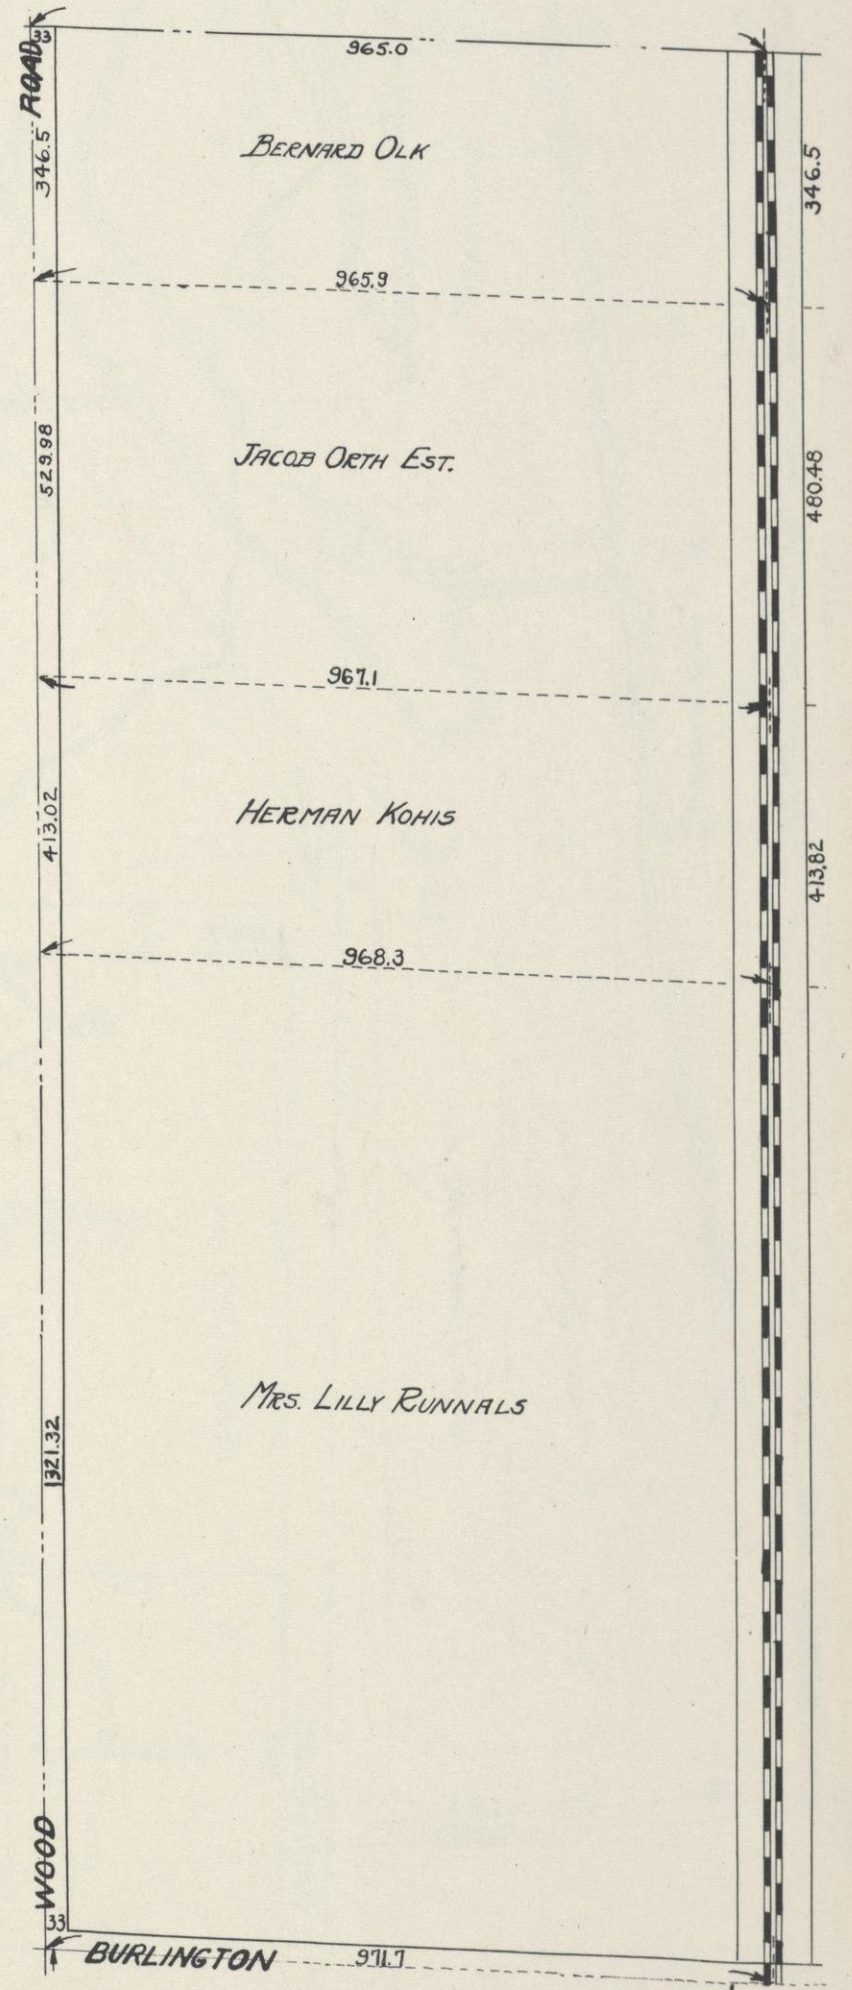 33
ROAD
965.0
346.5
BERNARD OLK
346.5
965.9
529.98
JACOB ORTH EST.
480.48
967.1
413.02
HERMAN KOHIS
413.82
968.3
MRS. LILLY RUNNALS
1321.32
WOOD
33
BURLINGTON
971.7